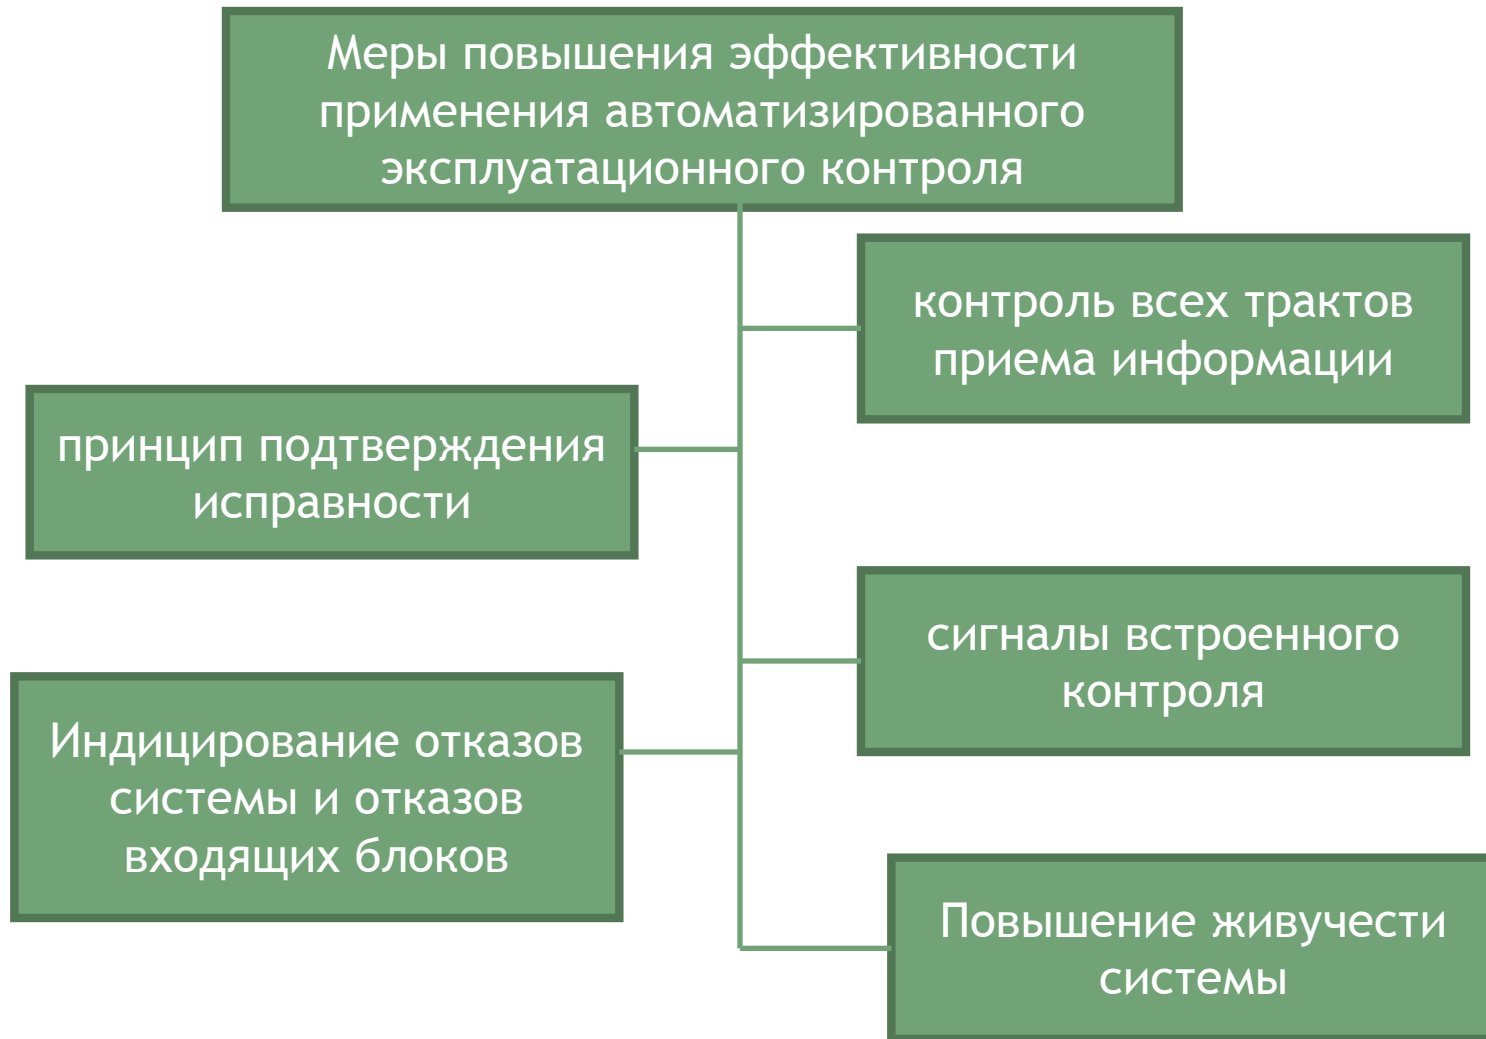 Меры повышения эффективности
применения автоматизированного
эксплуатационного контроля
контроль всех трактов
приема информации
принцип подтверждения
исправности
сигналы встроенного
контроля
Индицирование отказов
системы и отказов
входящих блоков
Повышение живучести
системы